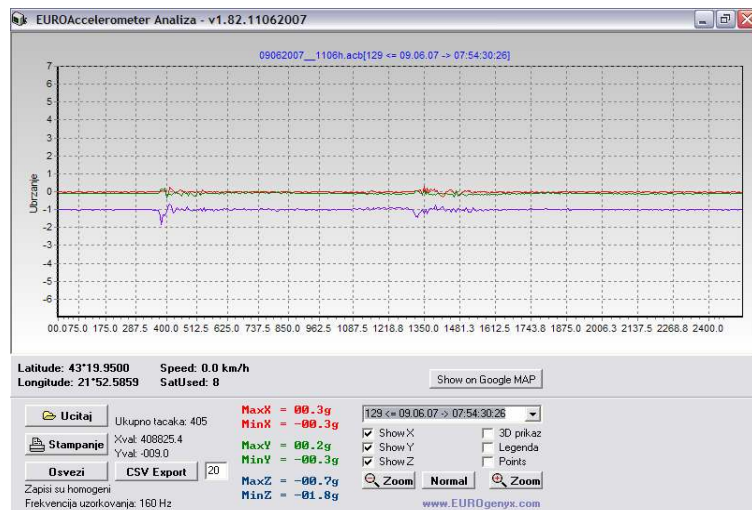 EUROAccelerometer Analiza - v1.82.11062007
09062007__1106h.acb[129 <= 09.06.07 -> 07:54:30:26]
7
6
5
4
3
2
1
0
-1
-2
-3
-4
-5
-6
Ubrzanje
00.075.0 175.0 287.5 400.0 512.5 625.0 737.5 850.0 962.5 1087.5 1218.8 1350.0 1481.3 1612.5 1743.8 1875.0 2006.3 2137.5 2268.8 2400.0
Latitude: 43°19.9500 Speed: 0.0 km/h
Longitude: 21°52.5859 SatUsed: 8
Show on Google MAP
Ucitaj
Stampanje
Osvezi
CSV Export
20
Ukupno tacaka: 405
Xval: 408825.4
Yval: -009.0
Zapisi su homogeni
Frekvencija uzorkovanja: 160 Hz
MaxX = 00.3g
MinX = -00.3g
MaxY = 00.2g
MinY = -00.3g
MaxZ = -00.7g
MinZ = -01.8g
129 <= 09.06.07 -> 07:54:30:26
Show X
Show Y
Show Z
3D prikaz
Legenda
Points
Zoom
Normal
Zoom
www.EUROgenyx.com